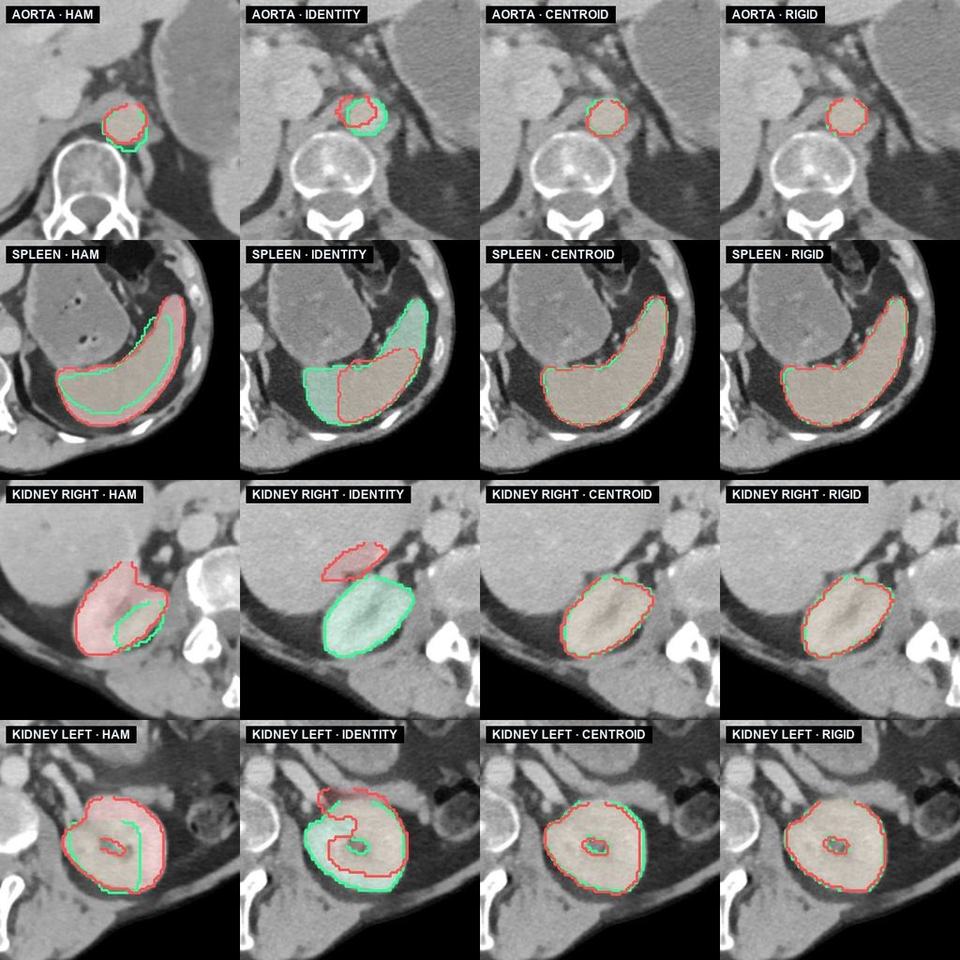 AORTA · HAM
AORTA · IDENTITY
AORTA · CENTROID
AORTA · RIGID
SPLEEN · HAM
SPLEEN · IDENTITY
SPLEEN · CENTROID
SPLEEN · RIGID
KIDNEY RIGHT · HAM
KIDNEY RIGHT · IDENTITY
KIDNEY RIGHT · CENTROID
KIDNEY RIGHT · RIGID
KIDNEY LEFT · HAM
KIDNEY LEFT · IDENTITY
KIDNEY LEFT · CENTROID
KIDNEY LEFT · RIGID